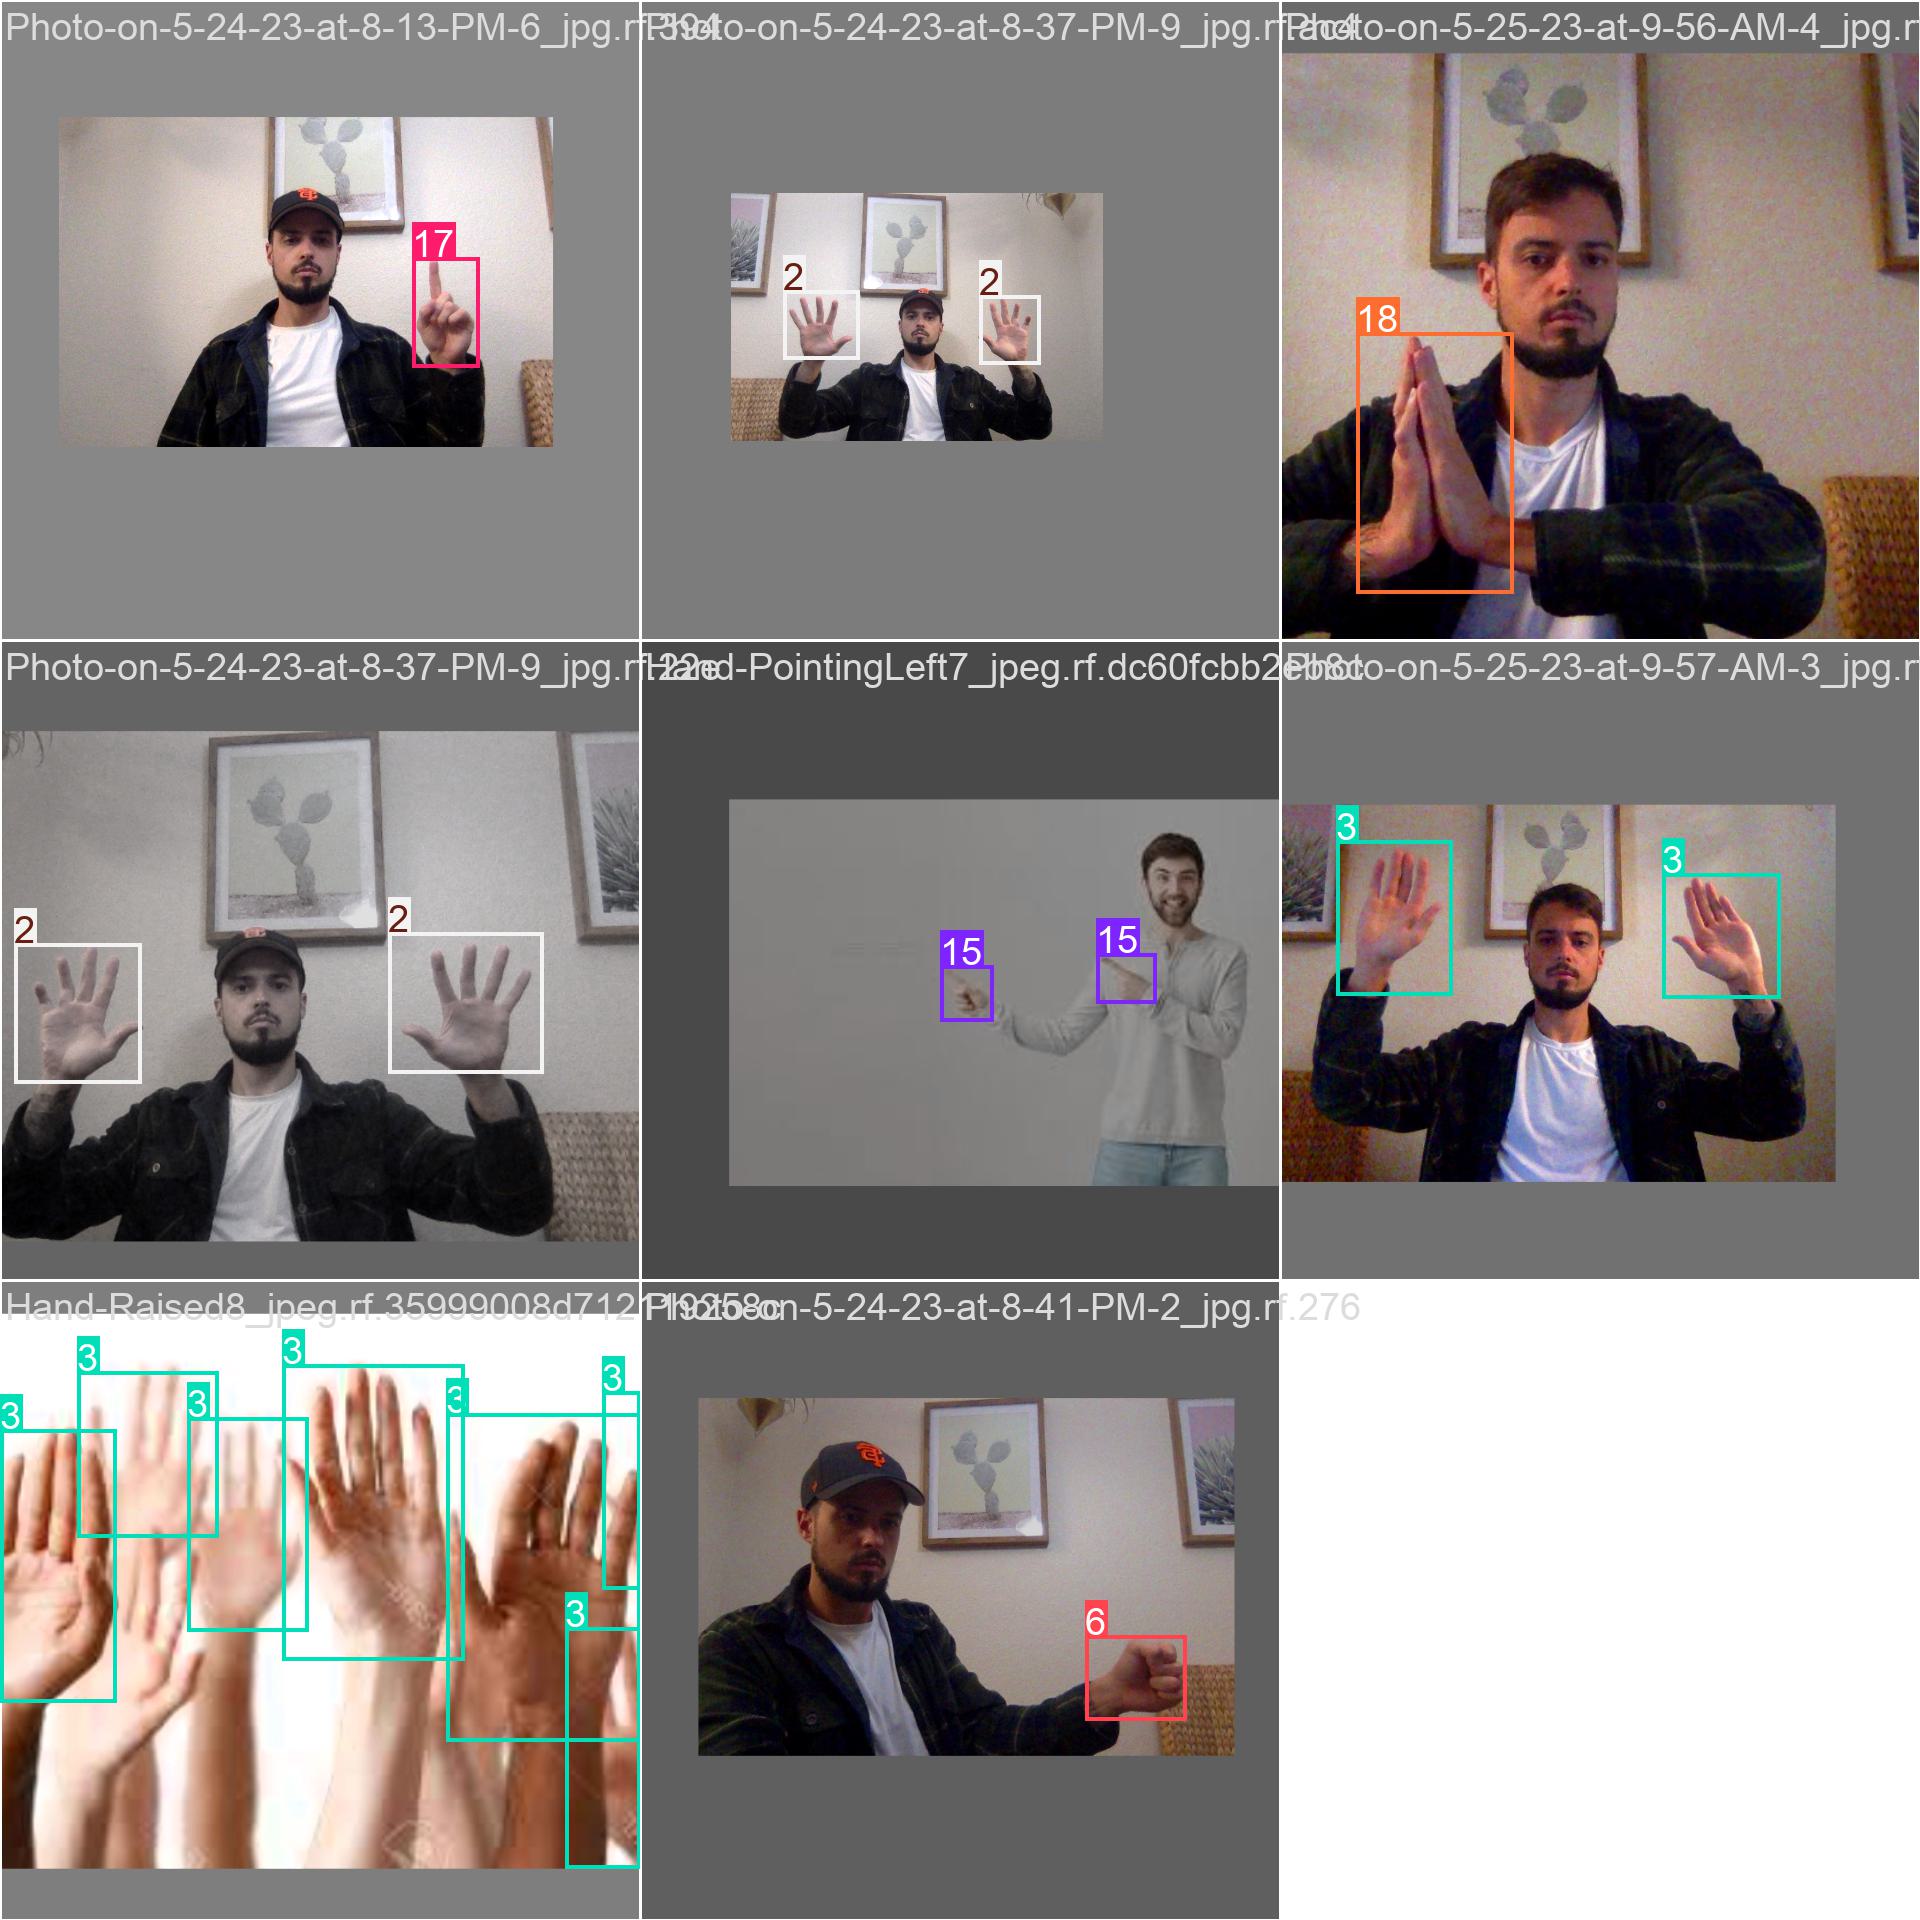 Photo-on-5-24-23-at-8-13-PM-6_jpg.rf.394
Photo-on-5-24-23-at-8-37-PM-9_jpg.rf.ac4
Photo-on-5-25-23-at-9-56-AM-4_jpg.rf
17
2
2
18
Photo-on-5-24-23-at-8-37-PM-9_jpg.rf.22e
Hand-PointingLeft7_jpeg.rf.dc60fcbb2eb8c
Photo-on-5-25-23-at-9-57-AM-3_jpg.rf
2
2
15
15
3
3
Hand-Raised8_jpeg.rf.35999008d712119258c
Photo-on-5-24-23-at-8-41-PM-2_jpg.rf.276
3
3
3
3
3
3
3
6